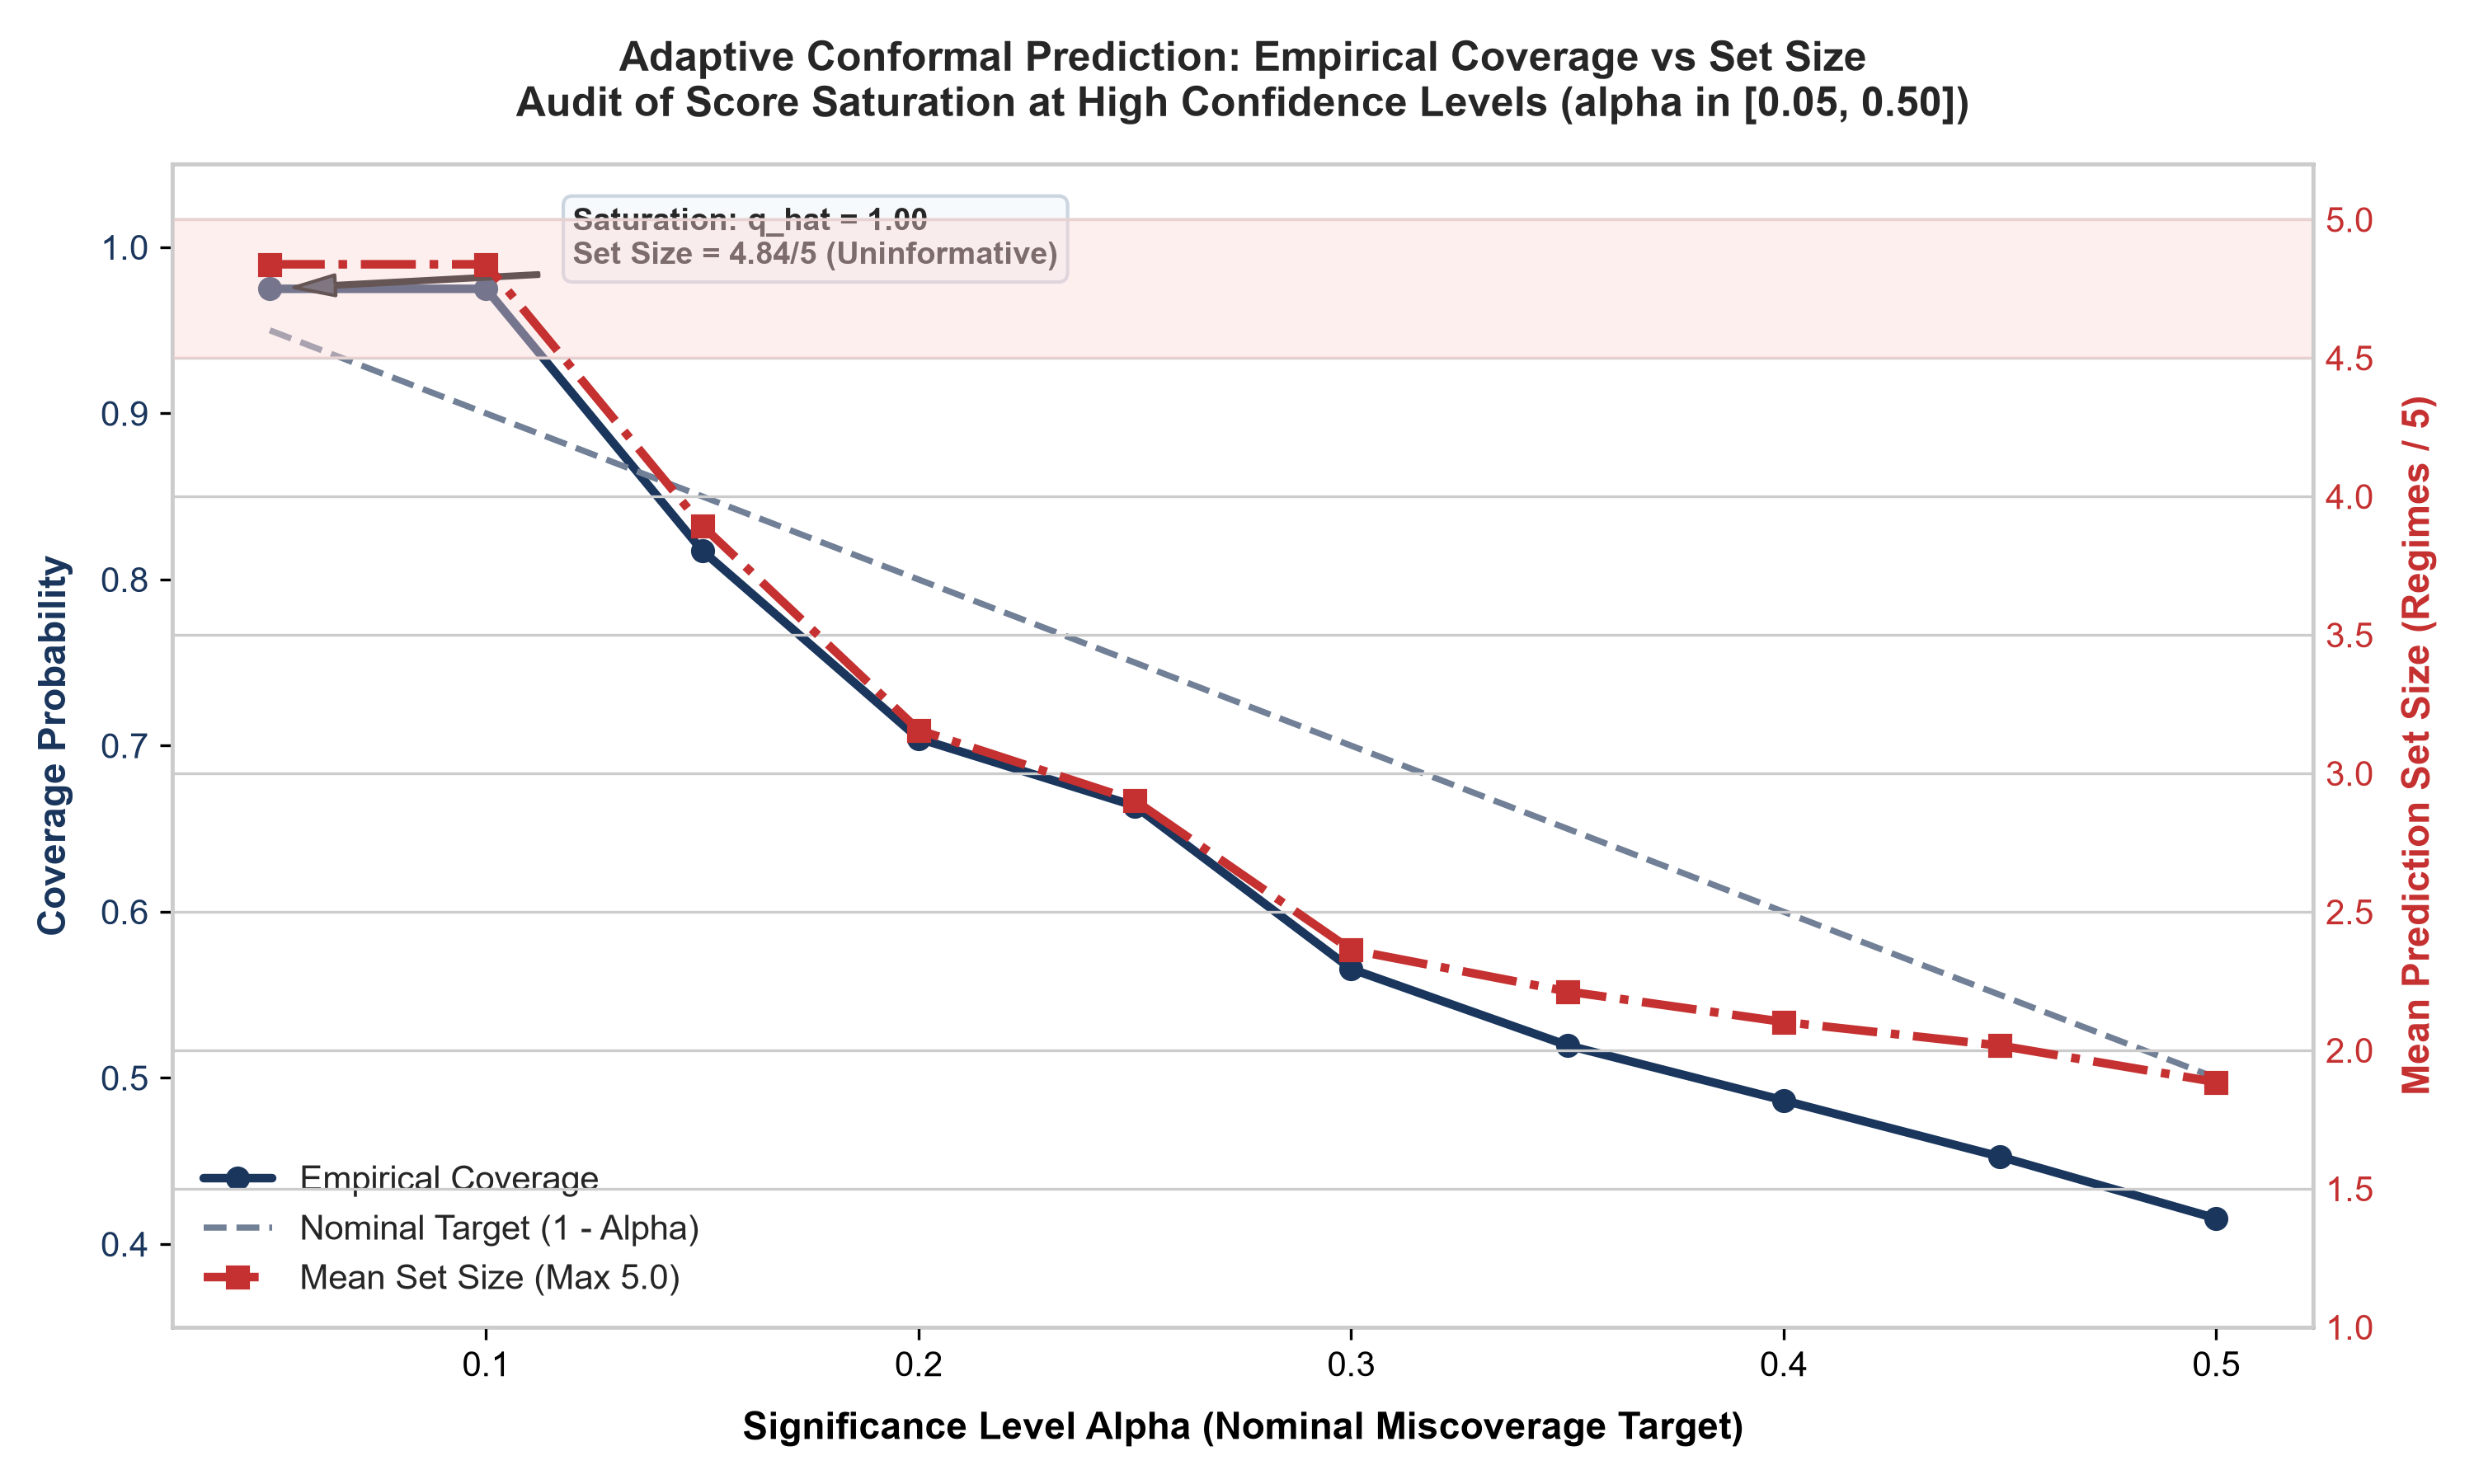 Adaptive Conformal Prediction: Empirical Coverage vs Set Size
Audit of Score Saturation at High Confidence Levels (alpha in [0.05, 0.50])
Saturation: q_hat = 1.00
Set Size = 4.84/5 (Uninformative)
Coverage Probability
1.0
0.9
0.8
0.7
0.6
0.5
0.4
5.0
4.5
4.0
3.5
3.0
2.5
2.0
1.5
1.0
Mean Prediction Set Size (Regimes / 5)
Empirical Coverage
Nominal Target (1 - Alpha)
Mean Set Size (Max 5.0)
0.1
0.2
0.3
0.4
0.5
Significance Level Alpha (Nominal Miscoverage Target)